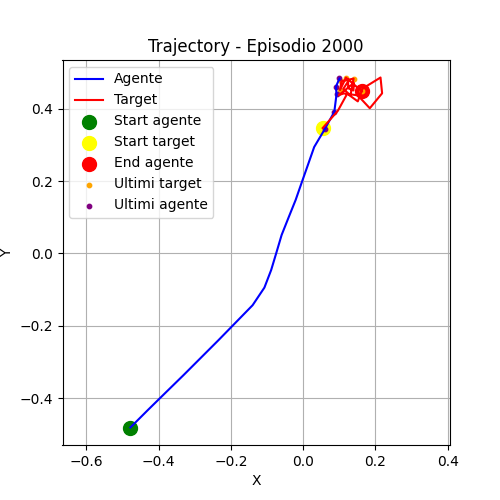 Trajectory - Episodio 2000
Agente
Target
Start agente
Start target
End agente
Ultimi target
Ultimi agente
0.4
0.2
0.0
−0.2
−0.4
Y
−0.6
−0.4
−0.2
0.0
0.2
0.4
X